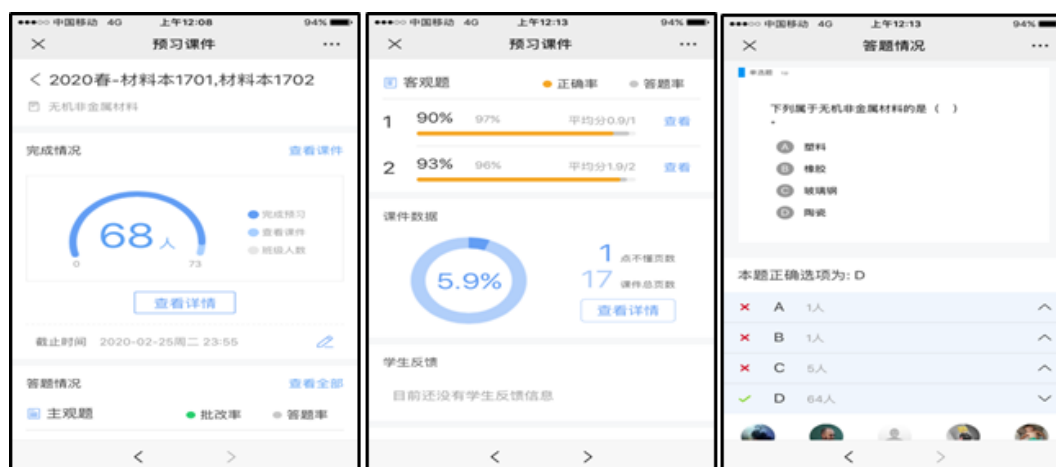 中国移动 4G 上午12:08 94%
预习课件
2020春-材料本1701,材料本1702
无机非金属材料
完成情况 查看课件
68人
0 73
完成预习
查看课件
班级人数
查看详情
截止时间 2020-02-25周二 23:55
答题情况 查看全部
主观题 批改率 答题率
中国移动 4G 上午12:13 94%
预习课件
客观题 正确率 答题率
1 90% 97% 平均分0.9/1 查看
2 93% 96% 平均分1.9/2 查看
课件数据
5.9%
1 点不懂页数
17 课件总页数
查看详情
学生反馈
目前还没有学生反馈信息
中国移动 4G 上午12:13 94%
答题情况
单选题
下列属于无机非金属材料的是（ ）
A 塑料
B 橡胶
C 玻璃钢
D 陶瓷
本题正确选项为: D
A 1人
B 1人
C 5人
D 64人